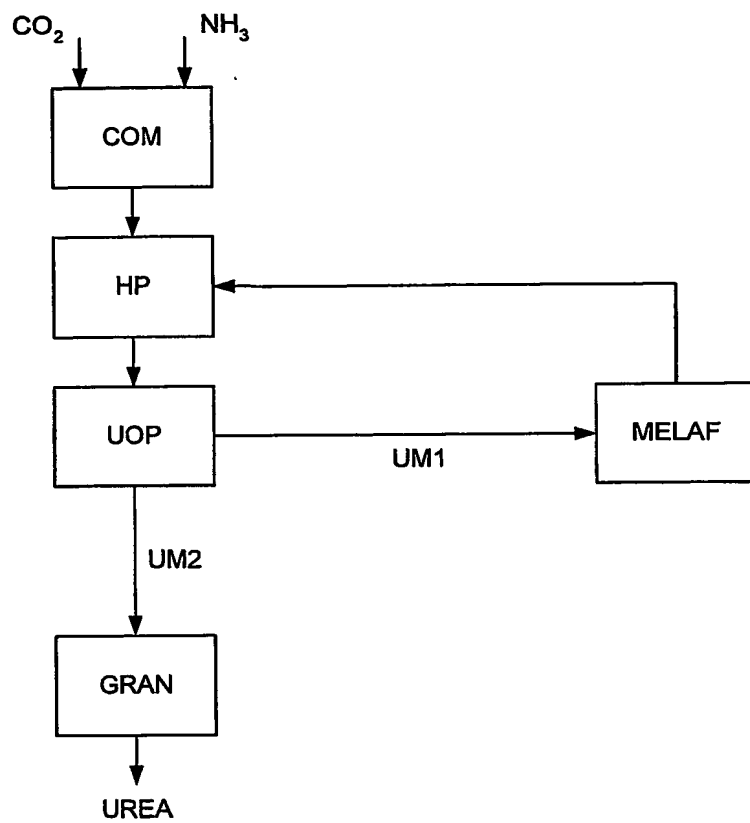 CO₂ NH₃
COM
HP
UOP
MELAF
UM1
UM2
GRAN
UREA